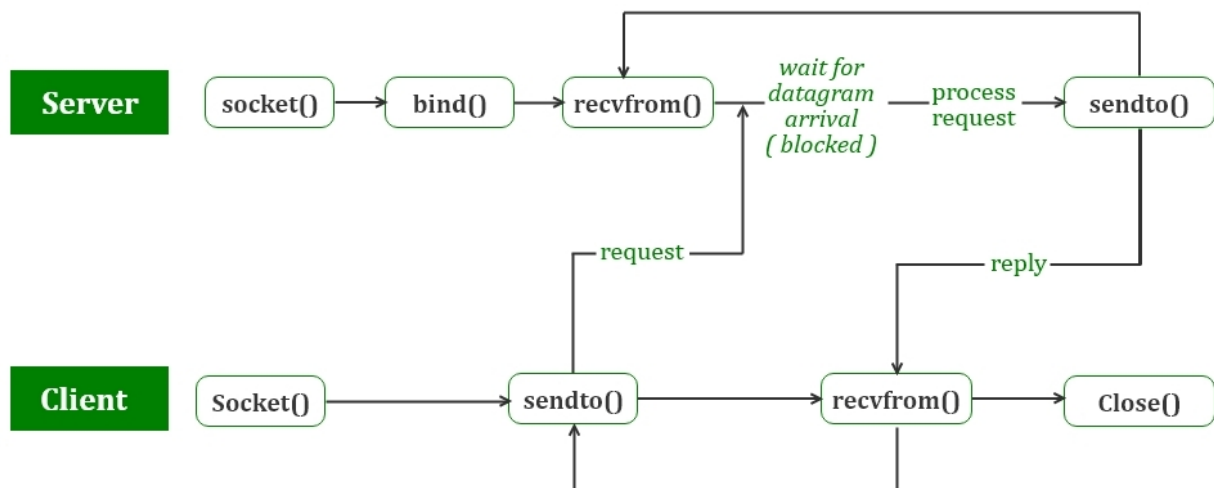 Server
socket()
bind()
recvfrom()
wait for
datagram
arrival
( blocked )
process
request
sendto()
request
reply
Client
Socket()
sendto()
recvfrom()
Close()